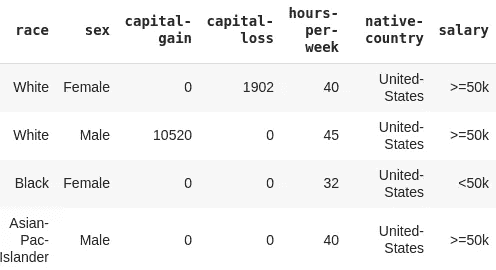 race sex capital-gain capital-loss hours-per-week native-country salary
White Female 0 1902 40 United-States >=50k
White Male 10520 0 45 United-States >=50k
Black Female 0 0 32 United-States <50k
Asian-Pac-Islander Male 0 0 40 United-States >=50k